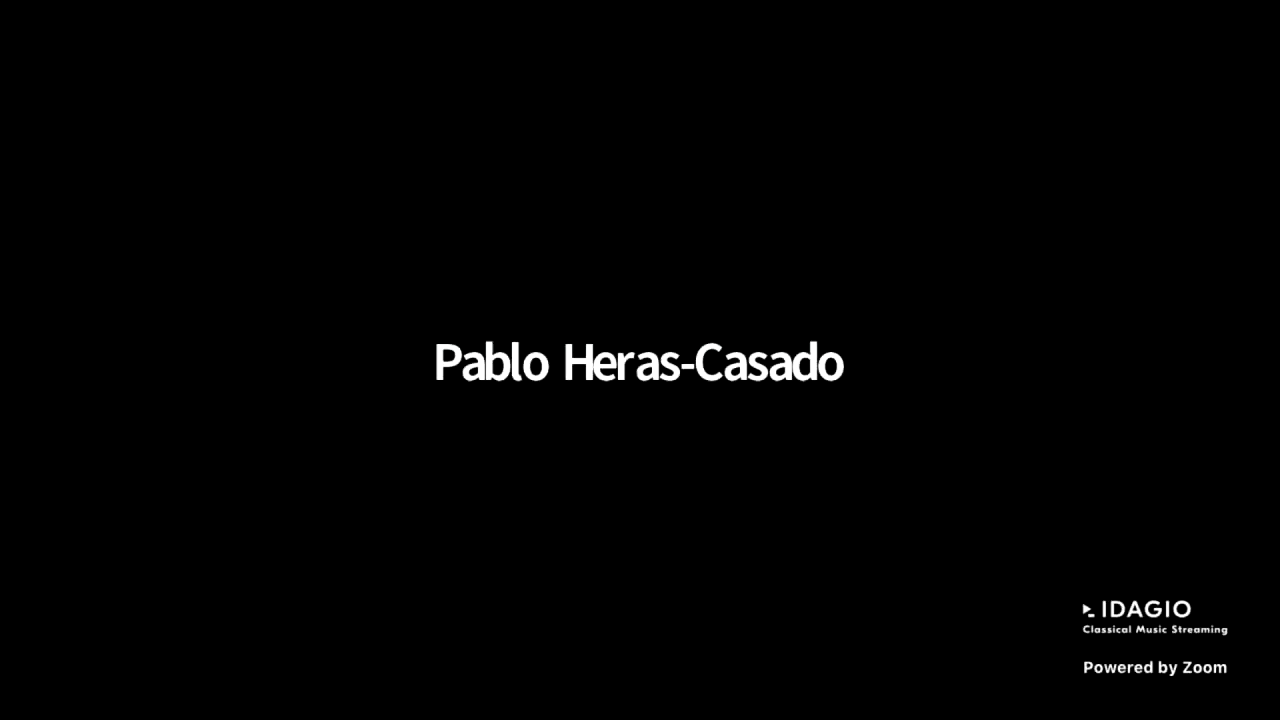 Pablo Heras-Casado
IDAGIO
Classical Music Streaming
Powered by Zoom